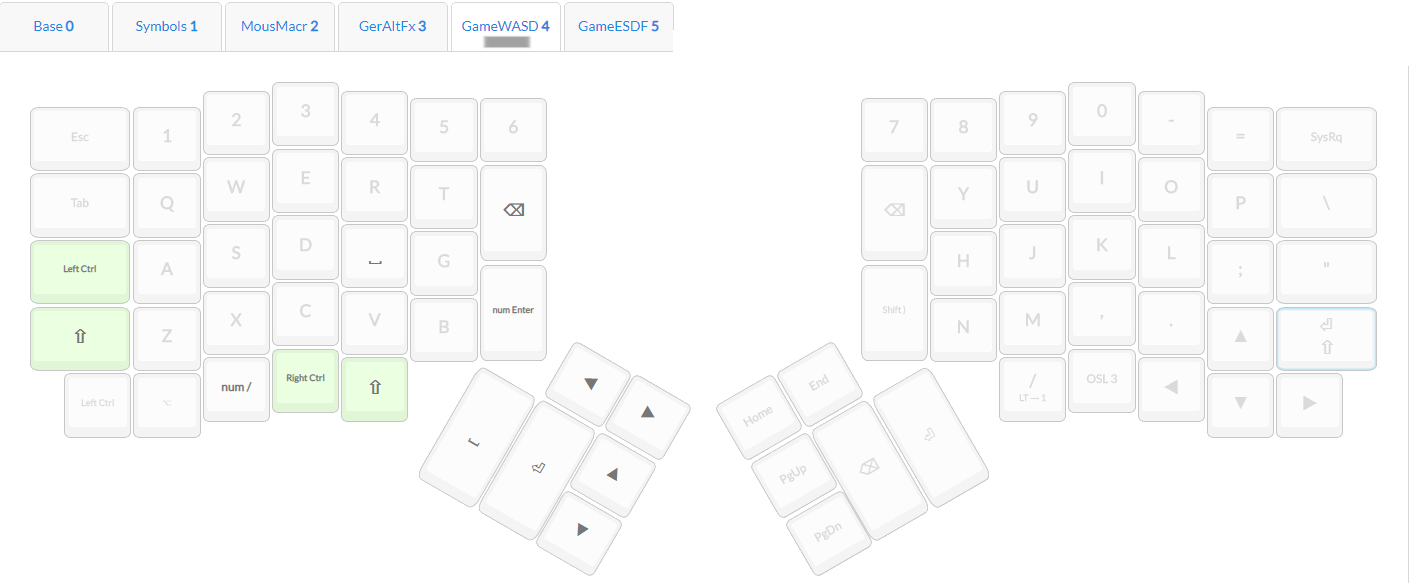 Base 0 Symbols 1 MousMacr 2 GerAltFx 3 GameWASD 4 GameESDF 5
Esc 1 2 3 4 5 6
Tab Q W E R T ⌫
Left Ctrl A S D ⎵ G
⇧ Z X C V B num Enter
Left Ctrl ⌥ num / Right Ctrl ⇧
▼ ▲
⎵ ⏎ ◀
▶
7 8 9 0 - = SysRq
⌫ Y U I O P \
H J K L ; "
Shift ) N M , . ▲ ⏎
⇧
/ OSL 3 ◀ ▼ ▶
LT → 1
Home End
PgUp ⌫ ⏎
PgDn